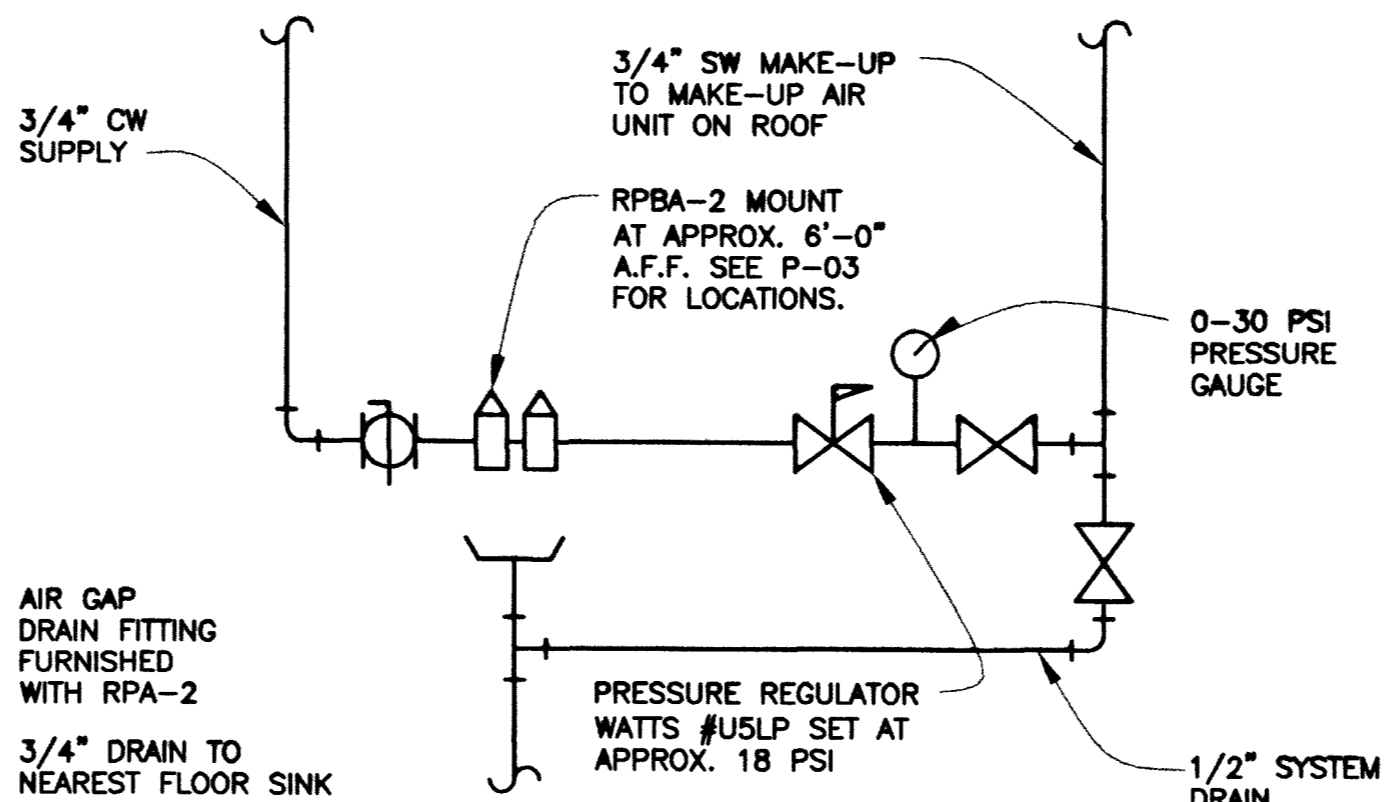 3/4" CW
SUPPLY
3/4" SW MAKE-UP
TO MAKE-UP AIR
UNIT ON ROOF
RPBA-2 MOUNT
AT APPROX. 6'-0"
A.F.F. SEE P-03
FOR LOCATIONS.
0-30 PSI
PRESSURE
GAUGE
AIR GAP
DRAIN FITTING
FURNISHED
WITH RPA-2
3/4" DRAIN TO
NEAREST FLOOR SINK
PRESSURE REGULATOR
WATTS #U5LP SET AT
APPROX. 18 PSI
1/2" SYSTEM
DRAIN